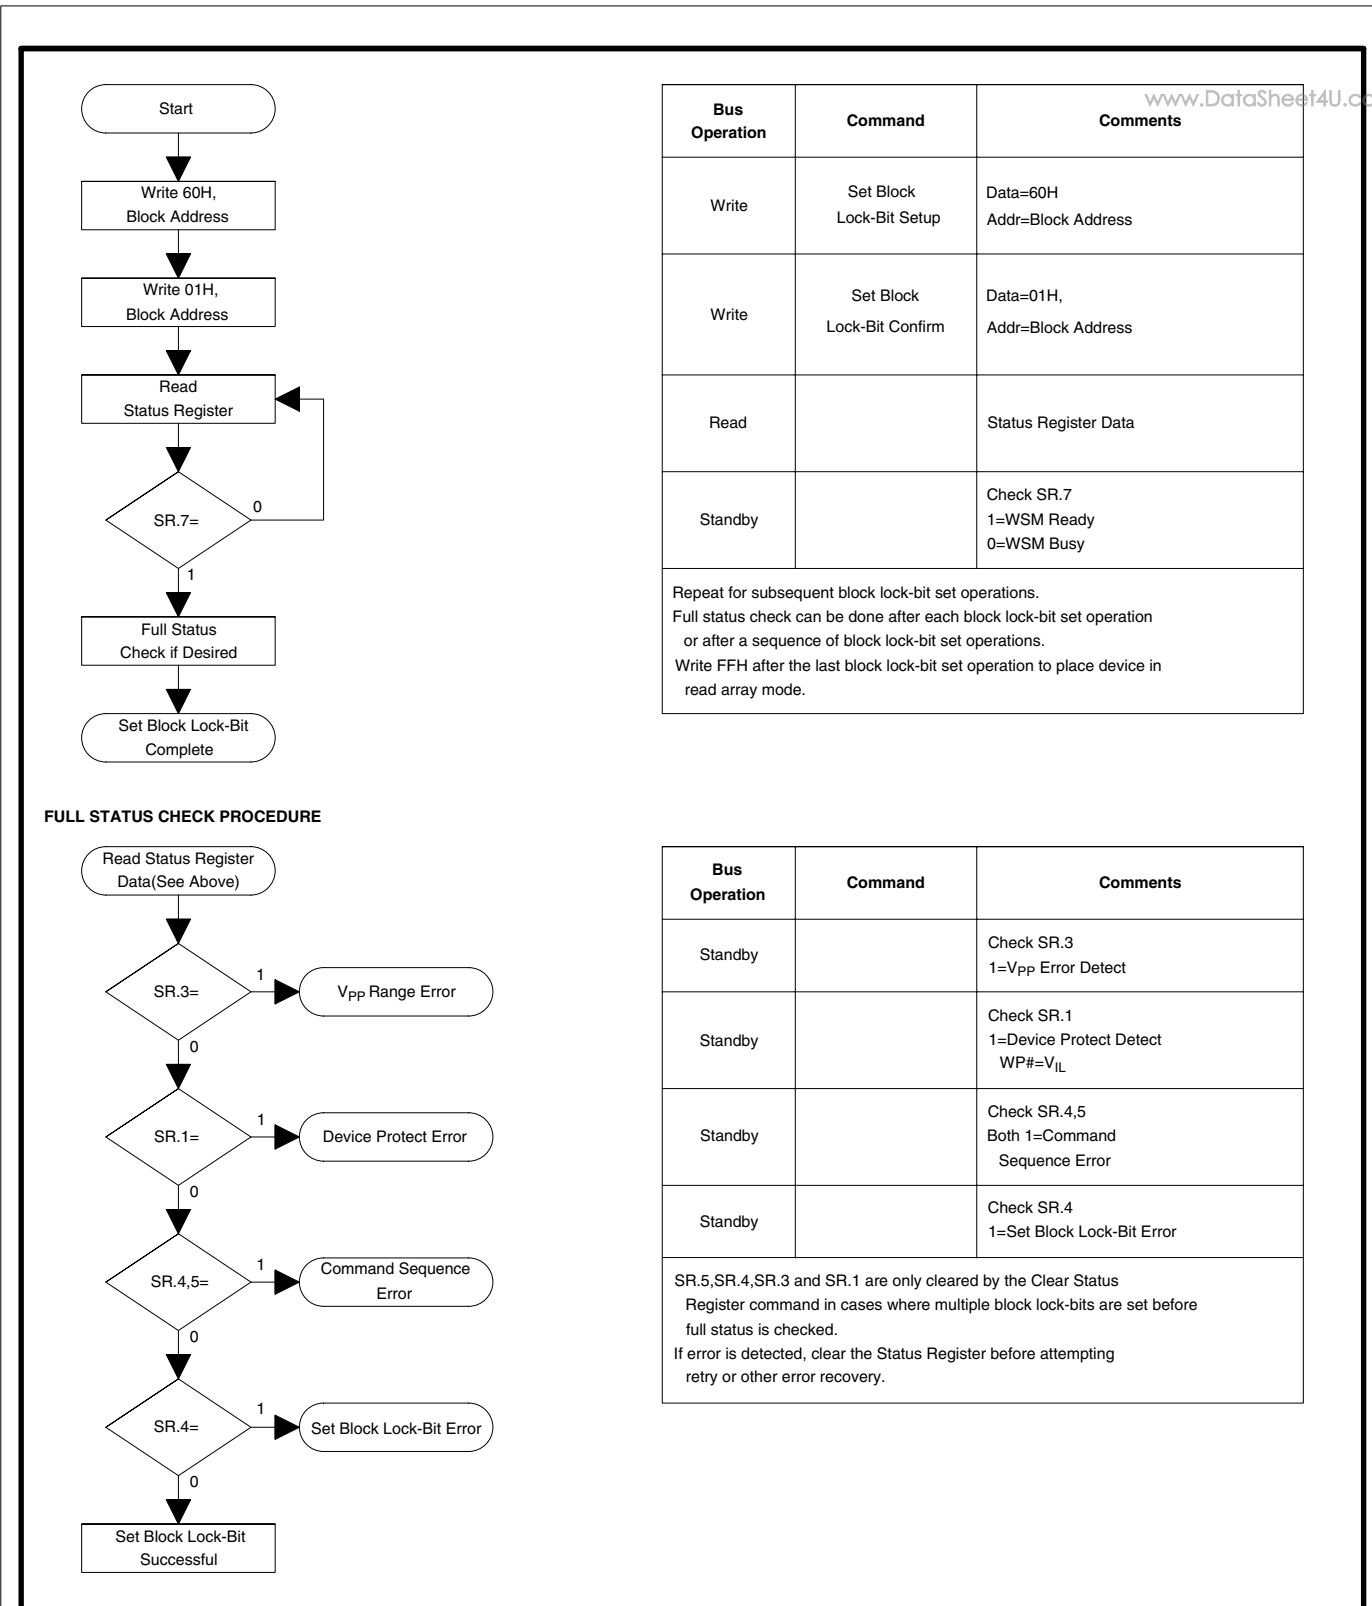 www.DataSheet4U.co
Start
Write 60H,
Block Address
Write 01H,
Block Address
Read
Status Register
SR.7=
0
1
Full Status
Check if Desired
Set Block Lock-Bit
Complete
Bus
Operation
Command
Comments
Write
Set Block
Lock-Bit Setup
Data=60H
Addr=Block Address
Write
Set Block
Lock-Bit Confirm
Data=01H,
Addr=Block Address
Read
Status Register Data
Standby
Check SR.7
1=WSM Ready
0=WSM Busy
Repeat for subsequent block lock-bit set operations.
Full status check can be done after each block lock-bit set operation
or after a sequence of block lock-bit set operations.
Write FFH after the last block lock-bit set operation to place device in
read array mode.
FULL STATUS CHECK PROCEDURE
Read Status Register
Data(See Above)
SR.3=
1
VPP Range Error
0
SR.1=
1
Device Protect Error
0
SR.4,5=
1
Command Sequence
Error
0
SR.4=
1
Set Block Lock-Bit Error
0
Set Block Lock-Bit
Successful
Bus
Operation
Command
Comments
Standby
Check SR.3
1=VPP Error Detect
Standby
Check SR.1
1=Device Protect Detect
WP#=VIL
Standby
Check SR.4,5
Both 1=Command
Sequence Error
Standby
Check SR.4
1=Set Block Lock-Bit Error
SR.5,SR.4,SR.3 and SR.1 are only cleared by the Clear Status
Register command in cases where multiple block lock-bits are set before
full status is checked.
If error is detected, clear the Status Register before attempting
retry or other error recovery.